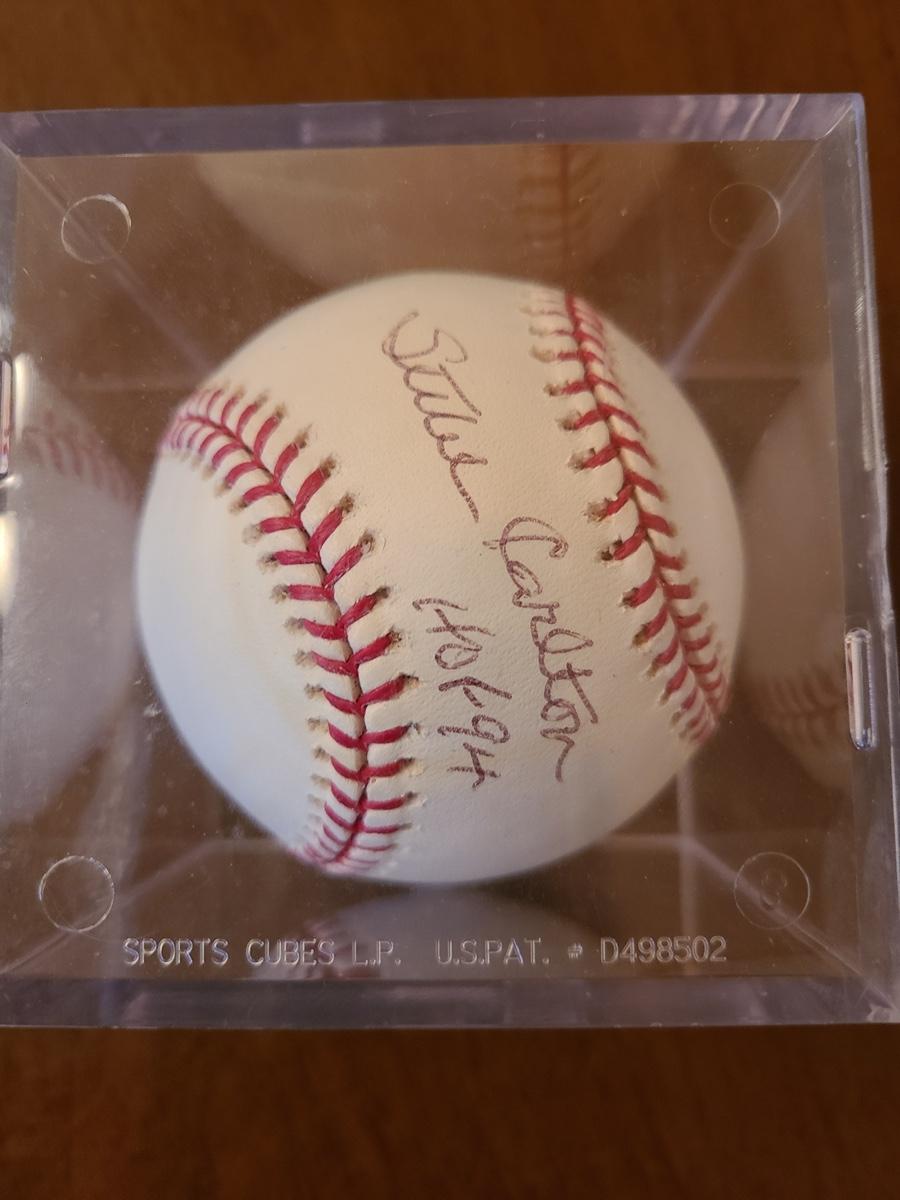 Steve
Carlton
HOF 94
SPORTS CUBES L.P. U.S.PAT. # D498502